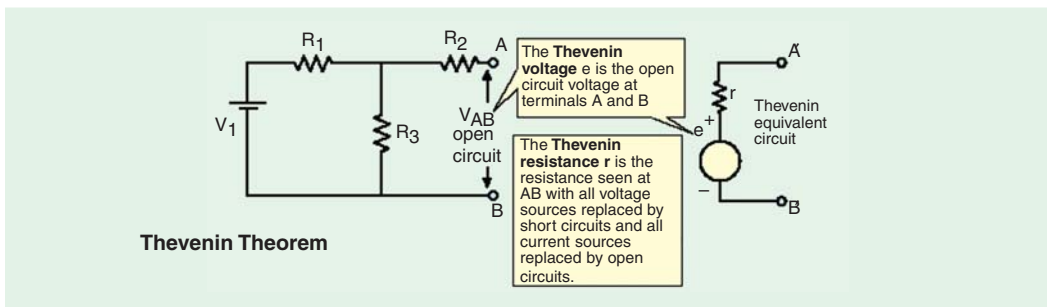 R1
R2
A
V1
R3
VAB
open
circuit
B
The Thevenin
voltage e is the open
circuit voltage at
terminals A and B
The Thevenin
resistance r is the
resistance seen at
AB with all voltage
sources replaced by
short circuits and all
current sources
replaced by open
circuits.
A′
r
e
+
–
Thevenin
equivalent
circuit
B′
Thevenin Theorem